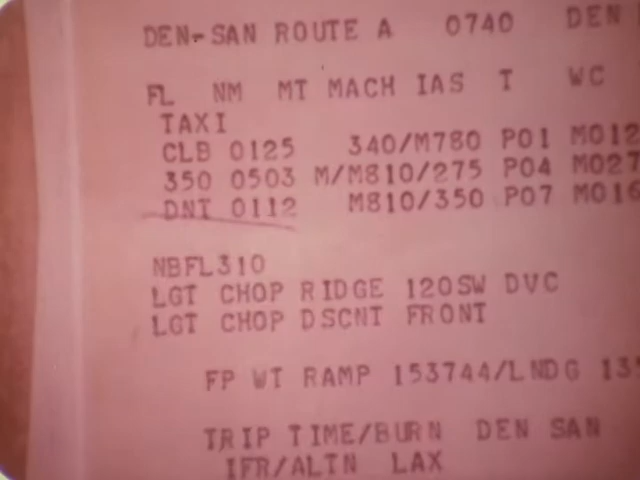 DEN-SAN ROUTE A 0740 DEN
FL NM MT MACH IAS T WC
TAXI
CLB 0125 340/M780 P01 M012
350 0503 M/M810/275 P04 M027
DNT 0112 M810/350 P07 M016
NBFL310
LGT CHOP RIDGE 120SW DVC
LGT CHOP DSCNT FRONT
FP WT RAMP 153744/LNDG 135
TRIP TIME/BURN DEN SAN
IFR/ALTN LAX